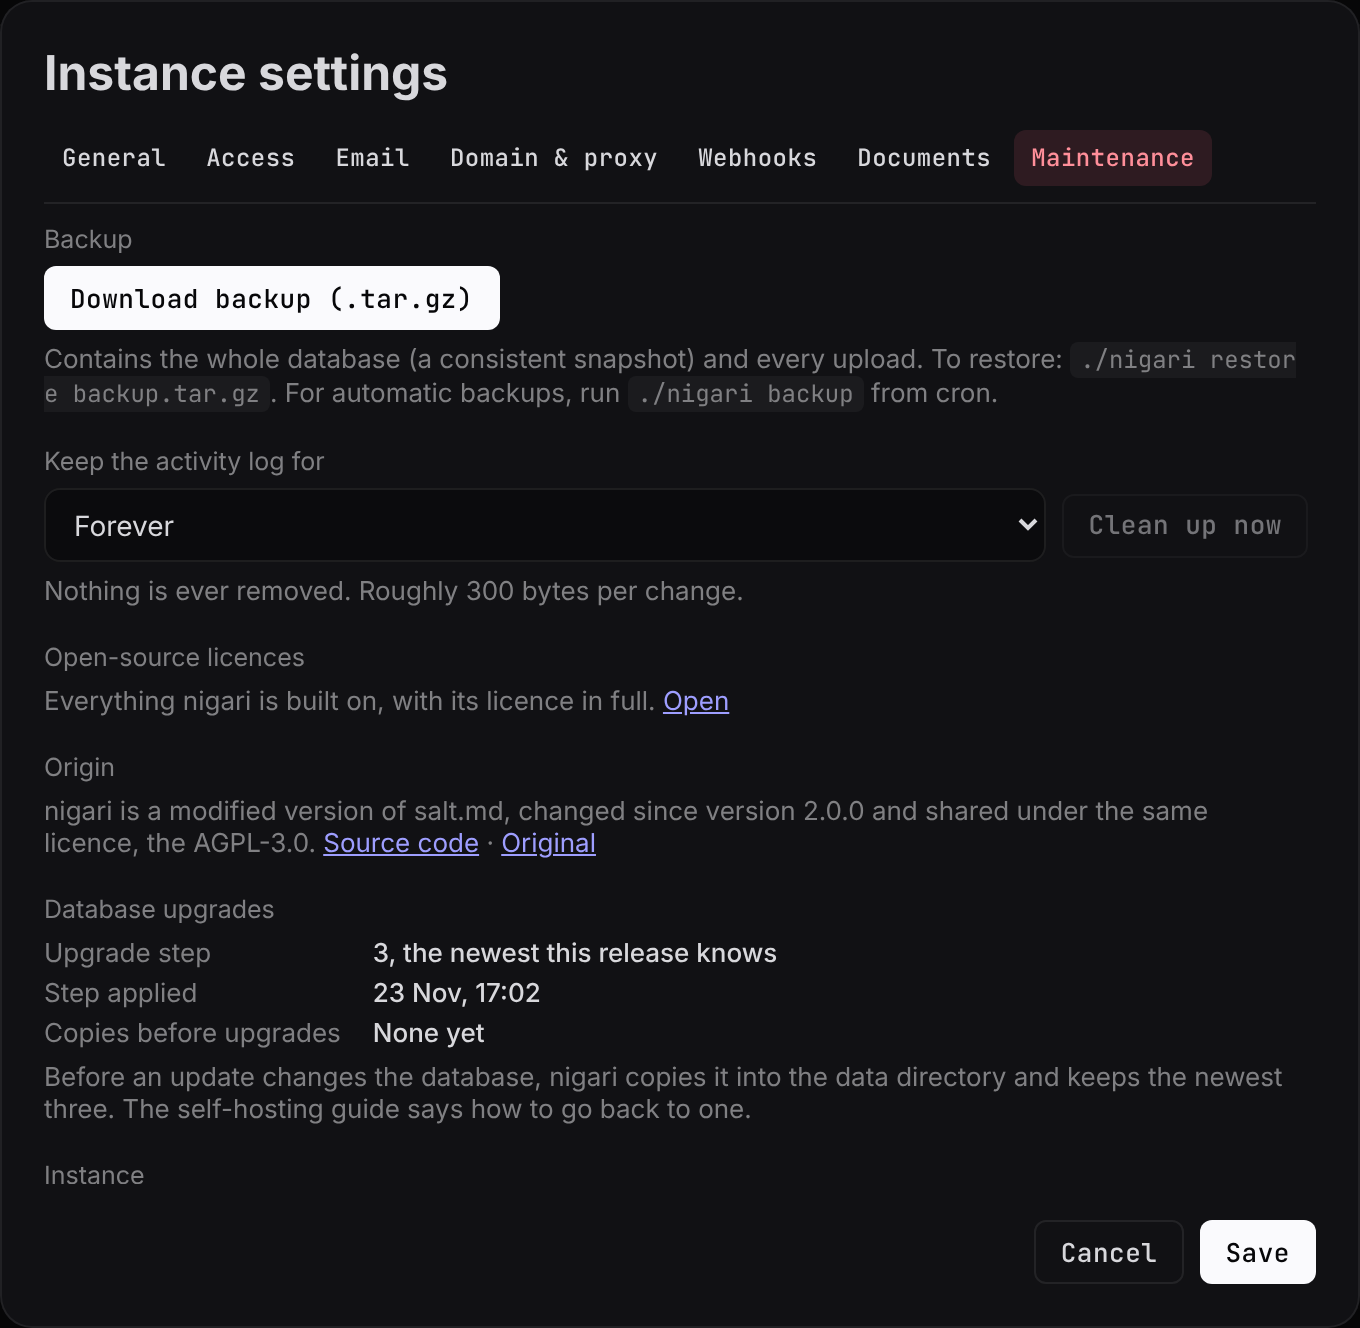 Instance settings
General Access Email Domain & proxy Webhooks Documents Maintenance
Backup
Download backup (.tar.gz)
Contains the whole database (a consistent snapshot) and every upload. To restore: ./nigari restor
e backup.tar.gz. For automatic backups, run ./nigari backup from cron.
Keep the activity log for
Forever Clean up now
Nothing is ever removed. Roughly 300 bytes per change.
Open-source licences
Everything nigari is built on, with its licence in full. Open
Origin
nigari is a modified version of salt.md, changed since version 2.0.0 and shared under the same
licence, the AGPL-3.0. Source code · Original
Database upgrades
Upgrade step 3, the newest this release knows
Step applied 23 Nov, 17:02
Copies before upgrades None yet
Before an update changes the database, nigari copies it into the data directory and keeps the newest
three. The self-hosting guide says how to go back to one.
Instance
Cancel Save